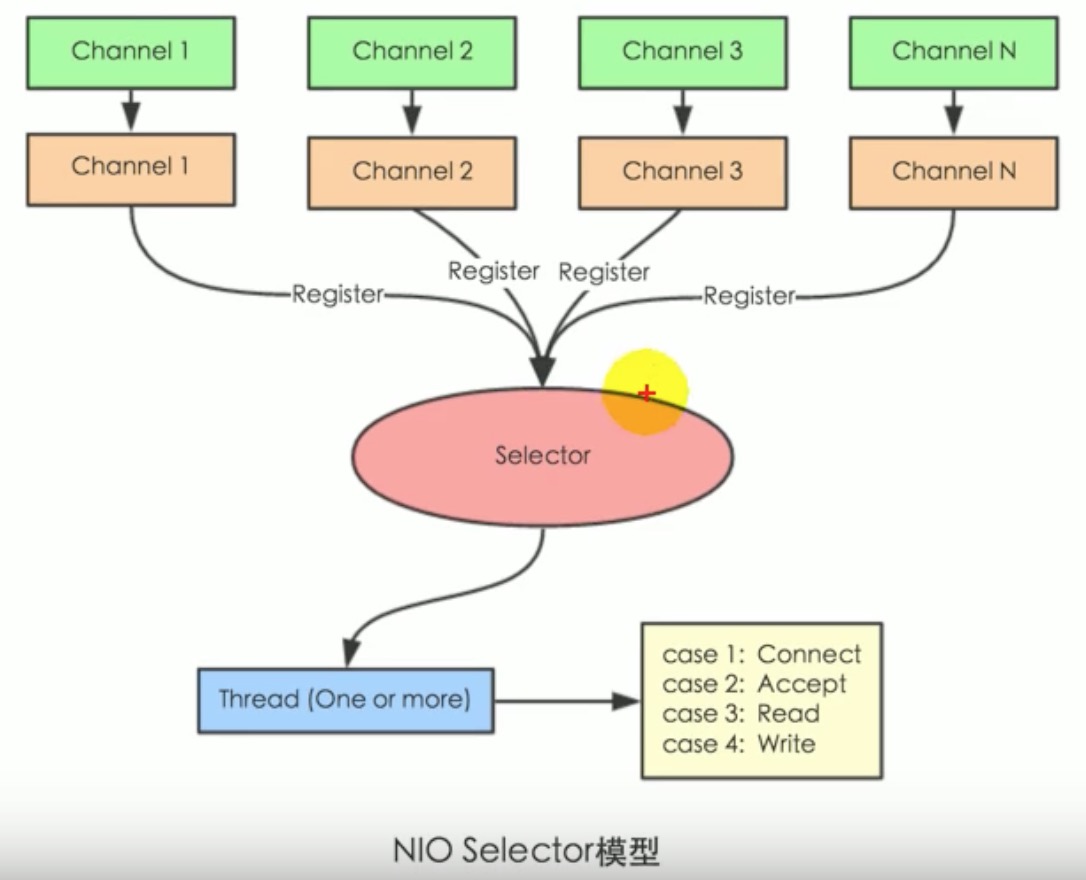 Channel 1
Channel 2
Channel 3
Channel N
Channel 1
Channel 2
Channel 3
Channel N
Register
Register
Register
Register
Selector
Thread (One or more)
case 1: Connect
case 2: Accept
case 3: Read
case 4: Write
NIO Selector模型